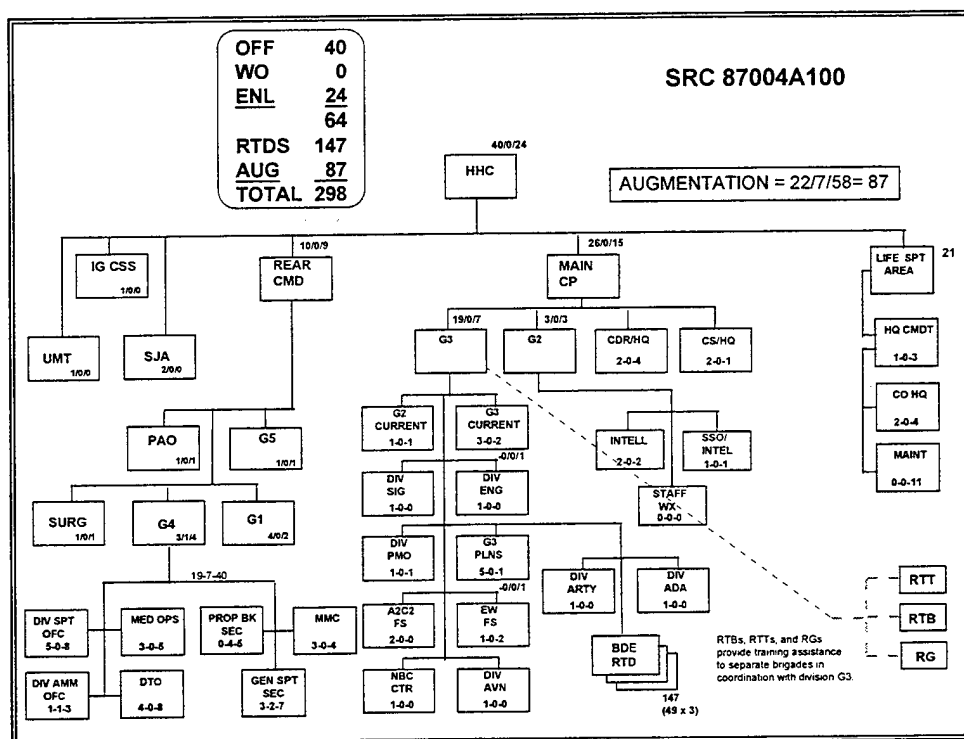 OFF 40
WO 0
ENL 24
64
RTDS 147
AUG 87
TOTAL 298
SRC 87004A100
40/0/24
HHC
AUGMENTATION = 22/7/58= 87
IG CSS
1/0/0
10/0/9
REAR
CMD
26/0/15
MAIN
CP
LIFE SPT
AREA
21
UMT
1/0/0
SJA
2/0/0
19/0/7
G3
3/0/3
G2
CDR/HQ
2-0-4
CS/HQ
2-0-1
HQ CMDT
1-0-3
PAO
1/0/1
G5
1/0/1
G2
CURRENT
1-0-1
G3
CURRENT
3-0-2
INTELL
2-0-2
SSO/
INTEL
1-0-1
CO HQ
2-0-4
MAINT
0-0-11
SURG
1/0/1
G4
3/1/4
G1
4/0/2
-0/0/1
DIV
SIG
1-0-0
DIV
ENG
1-0-0
STAFF
WX
0-0-0
DIV
PMO
1-0-1
G3
PLNS
5-0-1
DIV
ARTY
1-0-0
DIV
ADA
1-0-0
19-7-40
DIV SPT
OFC
5-0-8
MED OPS
3-0-5
PROP BK
SEC
0-4-5
MMC
3-0-4
-0/0/1
A2C2
FS
2-0-0
EW
FS
1-0-2
BDE
RTD
147
(49 x 3)
RTT
RTB
RG
RTBs, RTTs, and RGs
provide training assistance
to separate brigades in
coordination with division G3.
DIV AMM
OFC
1-1-3
DTO
4-0-8
GEN SPT
SEC
3-2-7
NBC
CTR
1-0-0
DIV
AVN
1-0-0